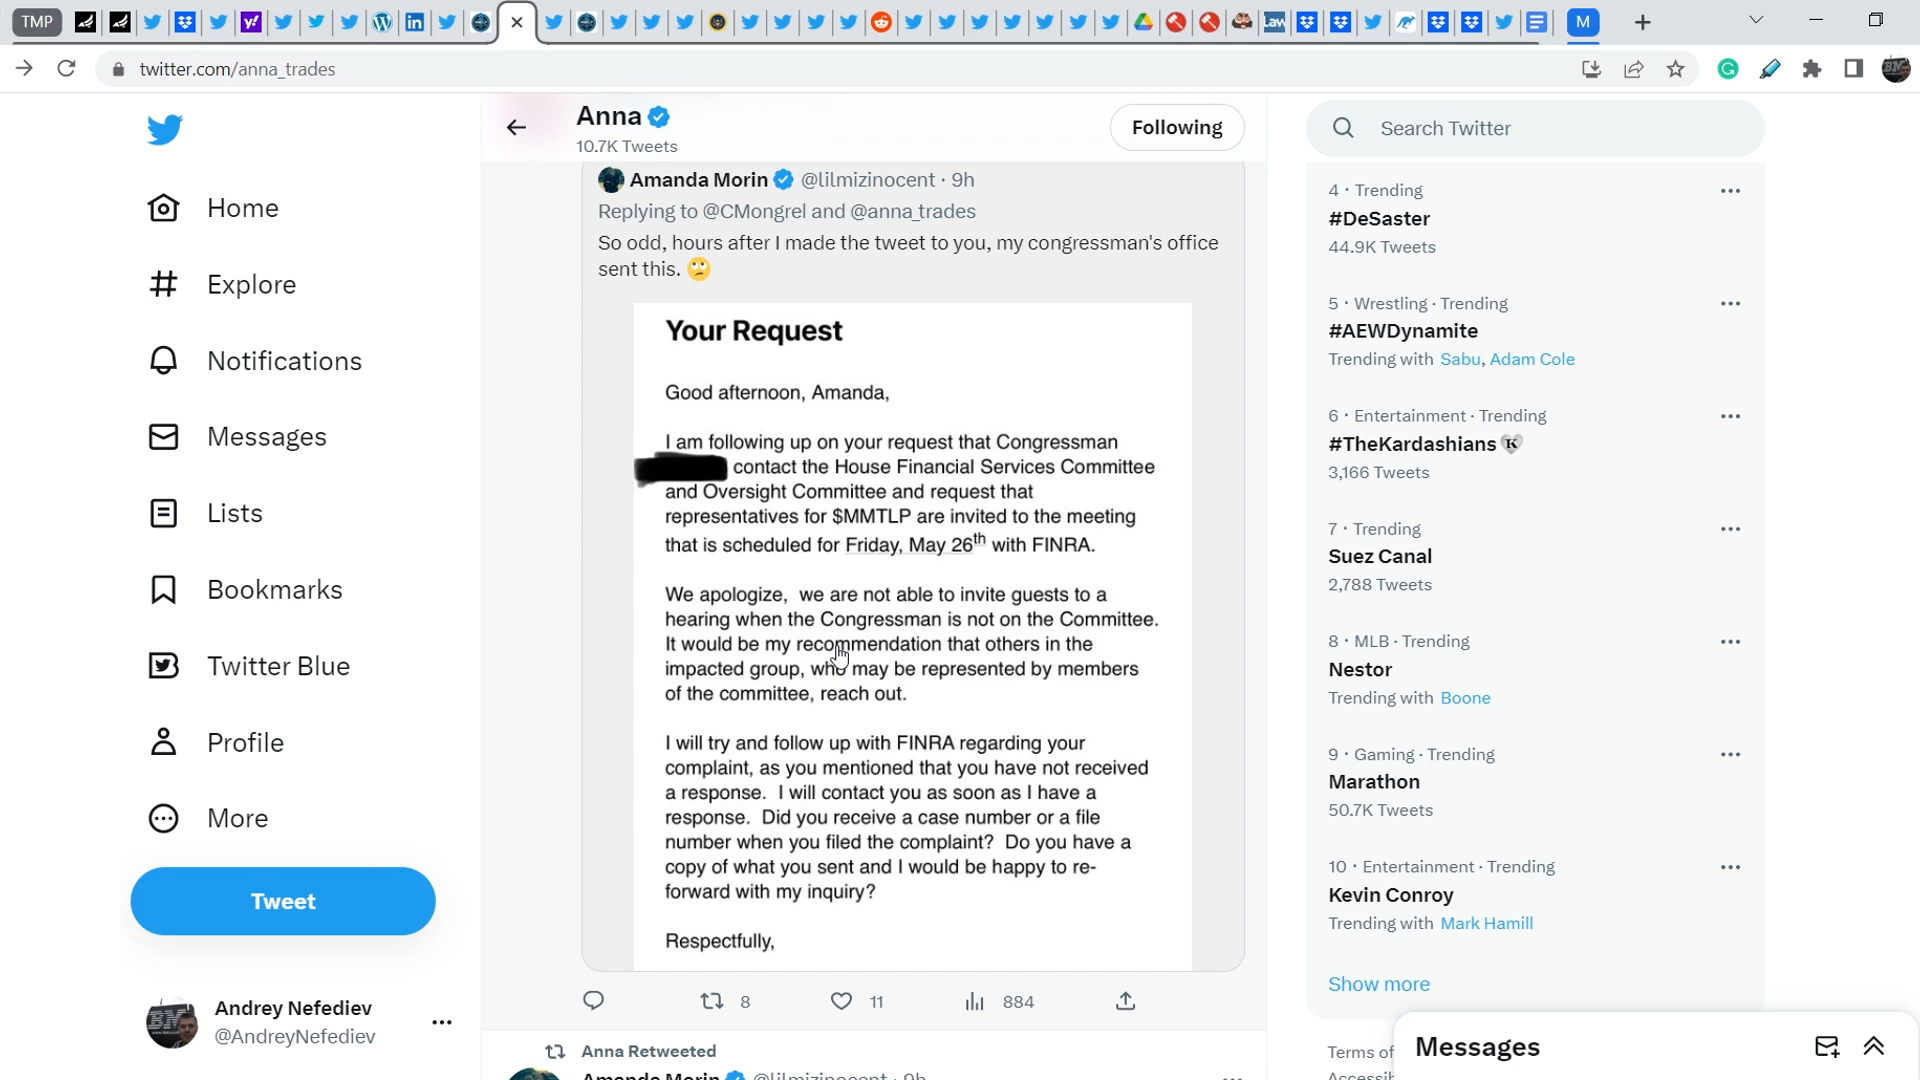 TMP
M
twitter.com/anna_trades
Home
Explore
Notifications
Messages
Lists
Bookmarks
Twitter Blue
Profile
More
Tweet
Andrey Nefediev
@AndreyNefediev
Anna
10.7K Tweets
Following
Amanda Morin @lilmizinocent · 9h
Replying to @CMongrel and @anna_trades
So odd, hours after I made the tweet to you, my congressman's office
sent this.
Your Request
Good afternoon, Amanda,
I am following up on your request that Congressman
contact the House Financial Services Committee
and Oversight Committee and request that
representatives for $MMTLP are invited to the meeting
that is scheduled for Friday, May 26th with FINRA.
We apologize, we are not able to invite guests to a
hearing when the Congressman is not on the Committee.
It would be my recommendation that others in the
impacted group, who may be represented by members
of the committee, reach out.
I will try and follow up with FINRA regarding your
complaint, as you mentioned that you have not received
a response. I will contact you as soon as I have a
response. Did you receive a case number or a file
number when you filed the complaint? Do you have a
copy of what you sent and I would be happy to re-
forward with my inquiry?
Respectfully,
8
11
884
Anna Retweeted
Amanda Morin @lilmizinocent · 9h
Search Twitter
4 · Trending
#DeSaster
44.9K Tweets
5 · Wrestling · Trending
#AEWDynamite
Trending with Sabu, Adam Cole
6 · Entertainment · Trending
#TheKardashians
3,166 Tweets
7 · Trending
Suez Canal
2,788 Tweets
8 · MLB · Trending
Nestor
Trending with Boone
9 · Gaming · Trending
Marathon
50.7K Tweets
10 · Entertainment · Trending
Kevin Conroy
Trending with Mark Hamill
Show more
Terms of
Messages